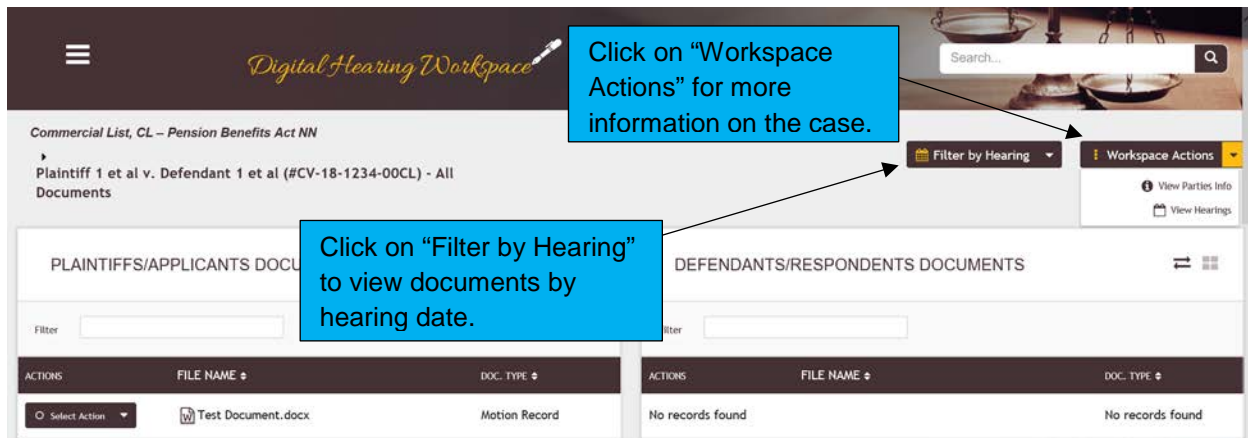 Digital Hearing Workspace
Click on “Workspace
Actions” for more
information on the case.
Search...
Commercial List, CL – Pension Benefits Act NN
Plaintiff 1 et al v. Defendant 1 et al (#CV-18-1234-00CL) - All
Documents
Filter by Hearing
Workspace Actions
View Parties Info
View Hearings
Click on “Filter by Hearing”
to view documents by
hearing date.
PLAINTIFFS/APPLICANTS DOCU
DEFENDANTS/RESPONDENTS DOCUMENTS
Filter
ilter
ACTIONS FILE NAME DOC. TYPE
ACTIONS FILE NAME DOC. TYPE
Select Action Test Document.docx Motion Record
No records found No records found